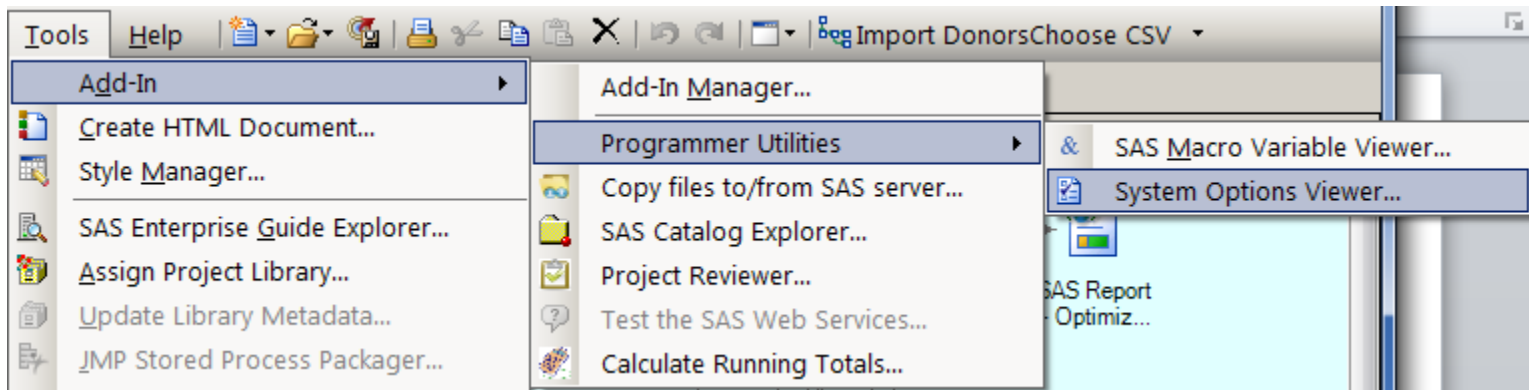 Tools Help Import DonorsChoose CSV
Add-In
Create HTML Document...
Style Manager...
SAS Enterprise Guide Explorer...
Assign Project Library...
Update Library Metadata...
JMP Stored Process Packager...
Add-In Manager...
Programmer Utilities
Copy files to/from SAS server...
SAS Catalog Explorer...
Project Reviewer...
Test the SAS Web Services...
Calculate Running Totals...
& SAS Macro Variable Viewer...
System Options Viewer...
SAS Report
- Optimiz...